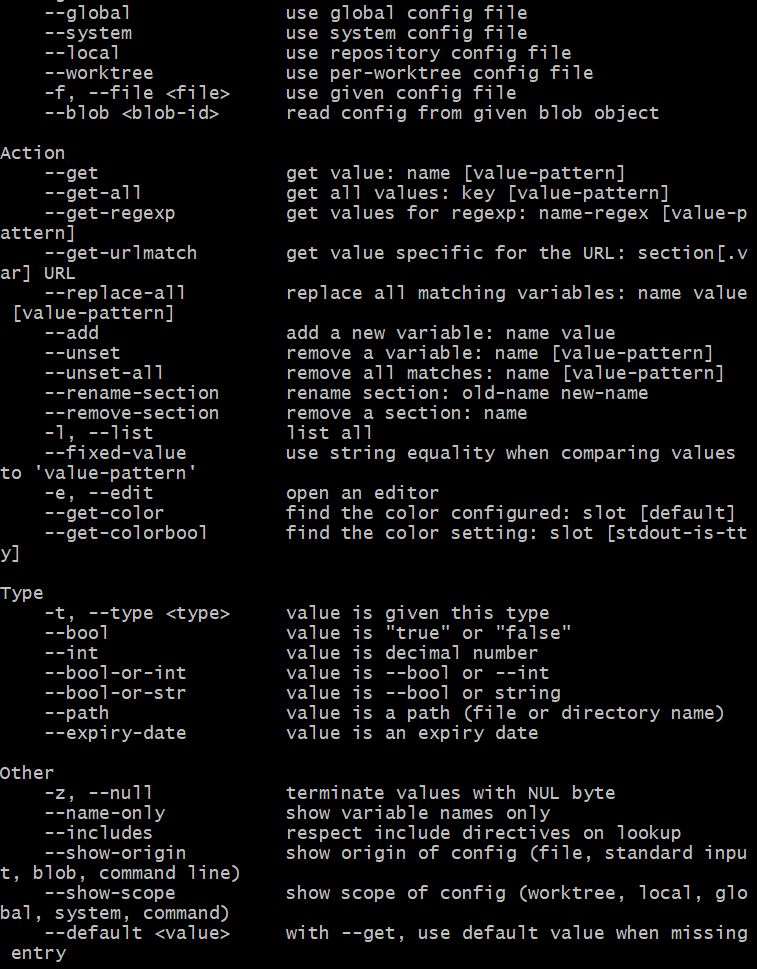 --global              use global config file
--system              use system config file
--local               use repository config file
--worktree            use per-worktree config file
-f, --file <file>     use given config file
--blob <blob-id>      read config from given blob object
Action
--get                 get value: name [value-pattern]
--get-all             get all values: key [value-pattern]
--get-regexp          get values for regexp: name-regex [value-p
attern]
--get-urlmatch        get value specific for the URL: section[.v
ar] URL
--replace-all         replace all matching variables: name value
[value-pattern]
--add                 add a new variable: name value
--unset               remove a variable: name [value-pattern]
--unset-all           remove all matches: name [value-pattern]
--rename-section      rename section: old-name new-name
--remove-section      remove a section: name
-l, --list            list all
--fixed-value         use string equality when comparing values
to 'value-pattern'
-e, --edit            open an editor
--get-color           find the color configured: slot [default]
--get-colorbool       find the color setting: slot [stdout-is-tt
y]
Type
-t, --type <type>     value is given this type
--bool                value is "true" or "false"
--int                 value is decimal number
--bool-or-int         value is --bool or --int
--bool-or-str         value is --bool or string
--path                value is a path (file or directory name)
--expiry-date         value is an expiry date
Other
-z, --null            terminate values with NUL byte
--name-only           show variable names only
--includes            respect include directives on lookup
--show-origin         show origin of config (file, standard inpu
t, blob, command line)
--show-scope          show scope of config (worktree, local, glo
bal, system, command)
--default <value>     with --get, use default value when missing
entry